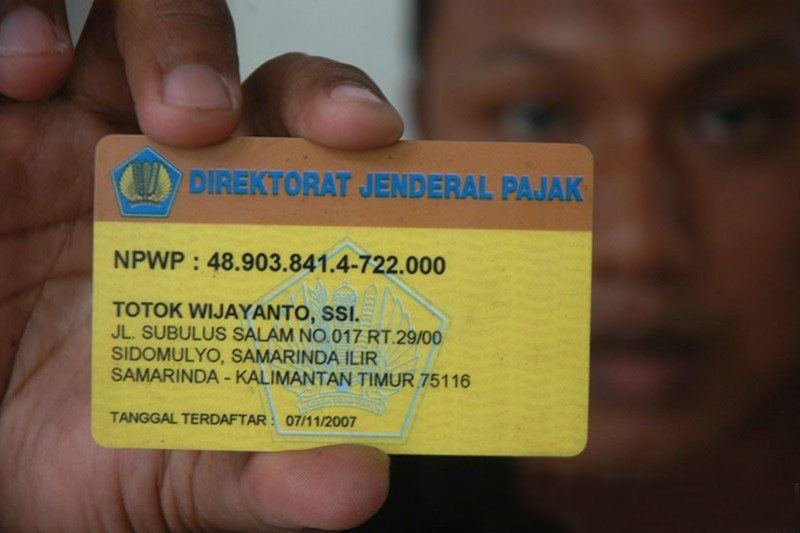 DIREKTORAT JENDERAL PAJAK
NPWP : 48.903.841.4-722.000
TOTOK WIJAYANTO, SSI.
JL. SUBULUS SALAM NO.017 RT.29/00
SIDOMULYO, SAMARINDA ILIR
SAMARINDA - KALIMANTAN TIMUR 75116
TANGGAL TERDAFTAR : 07/11/2007